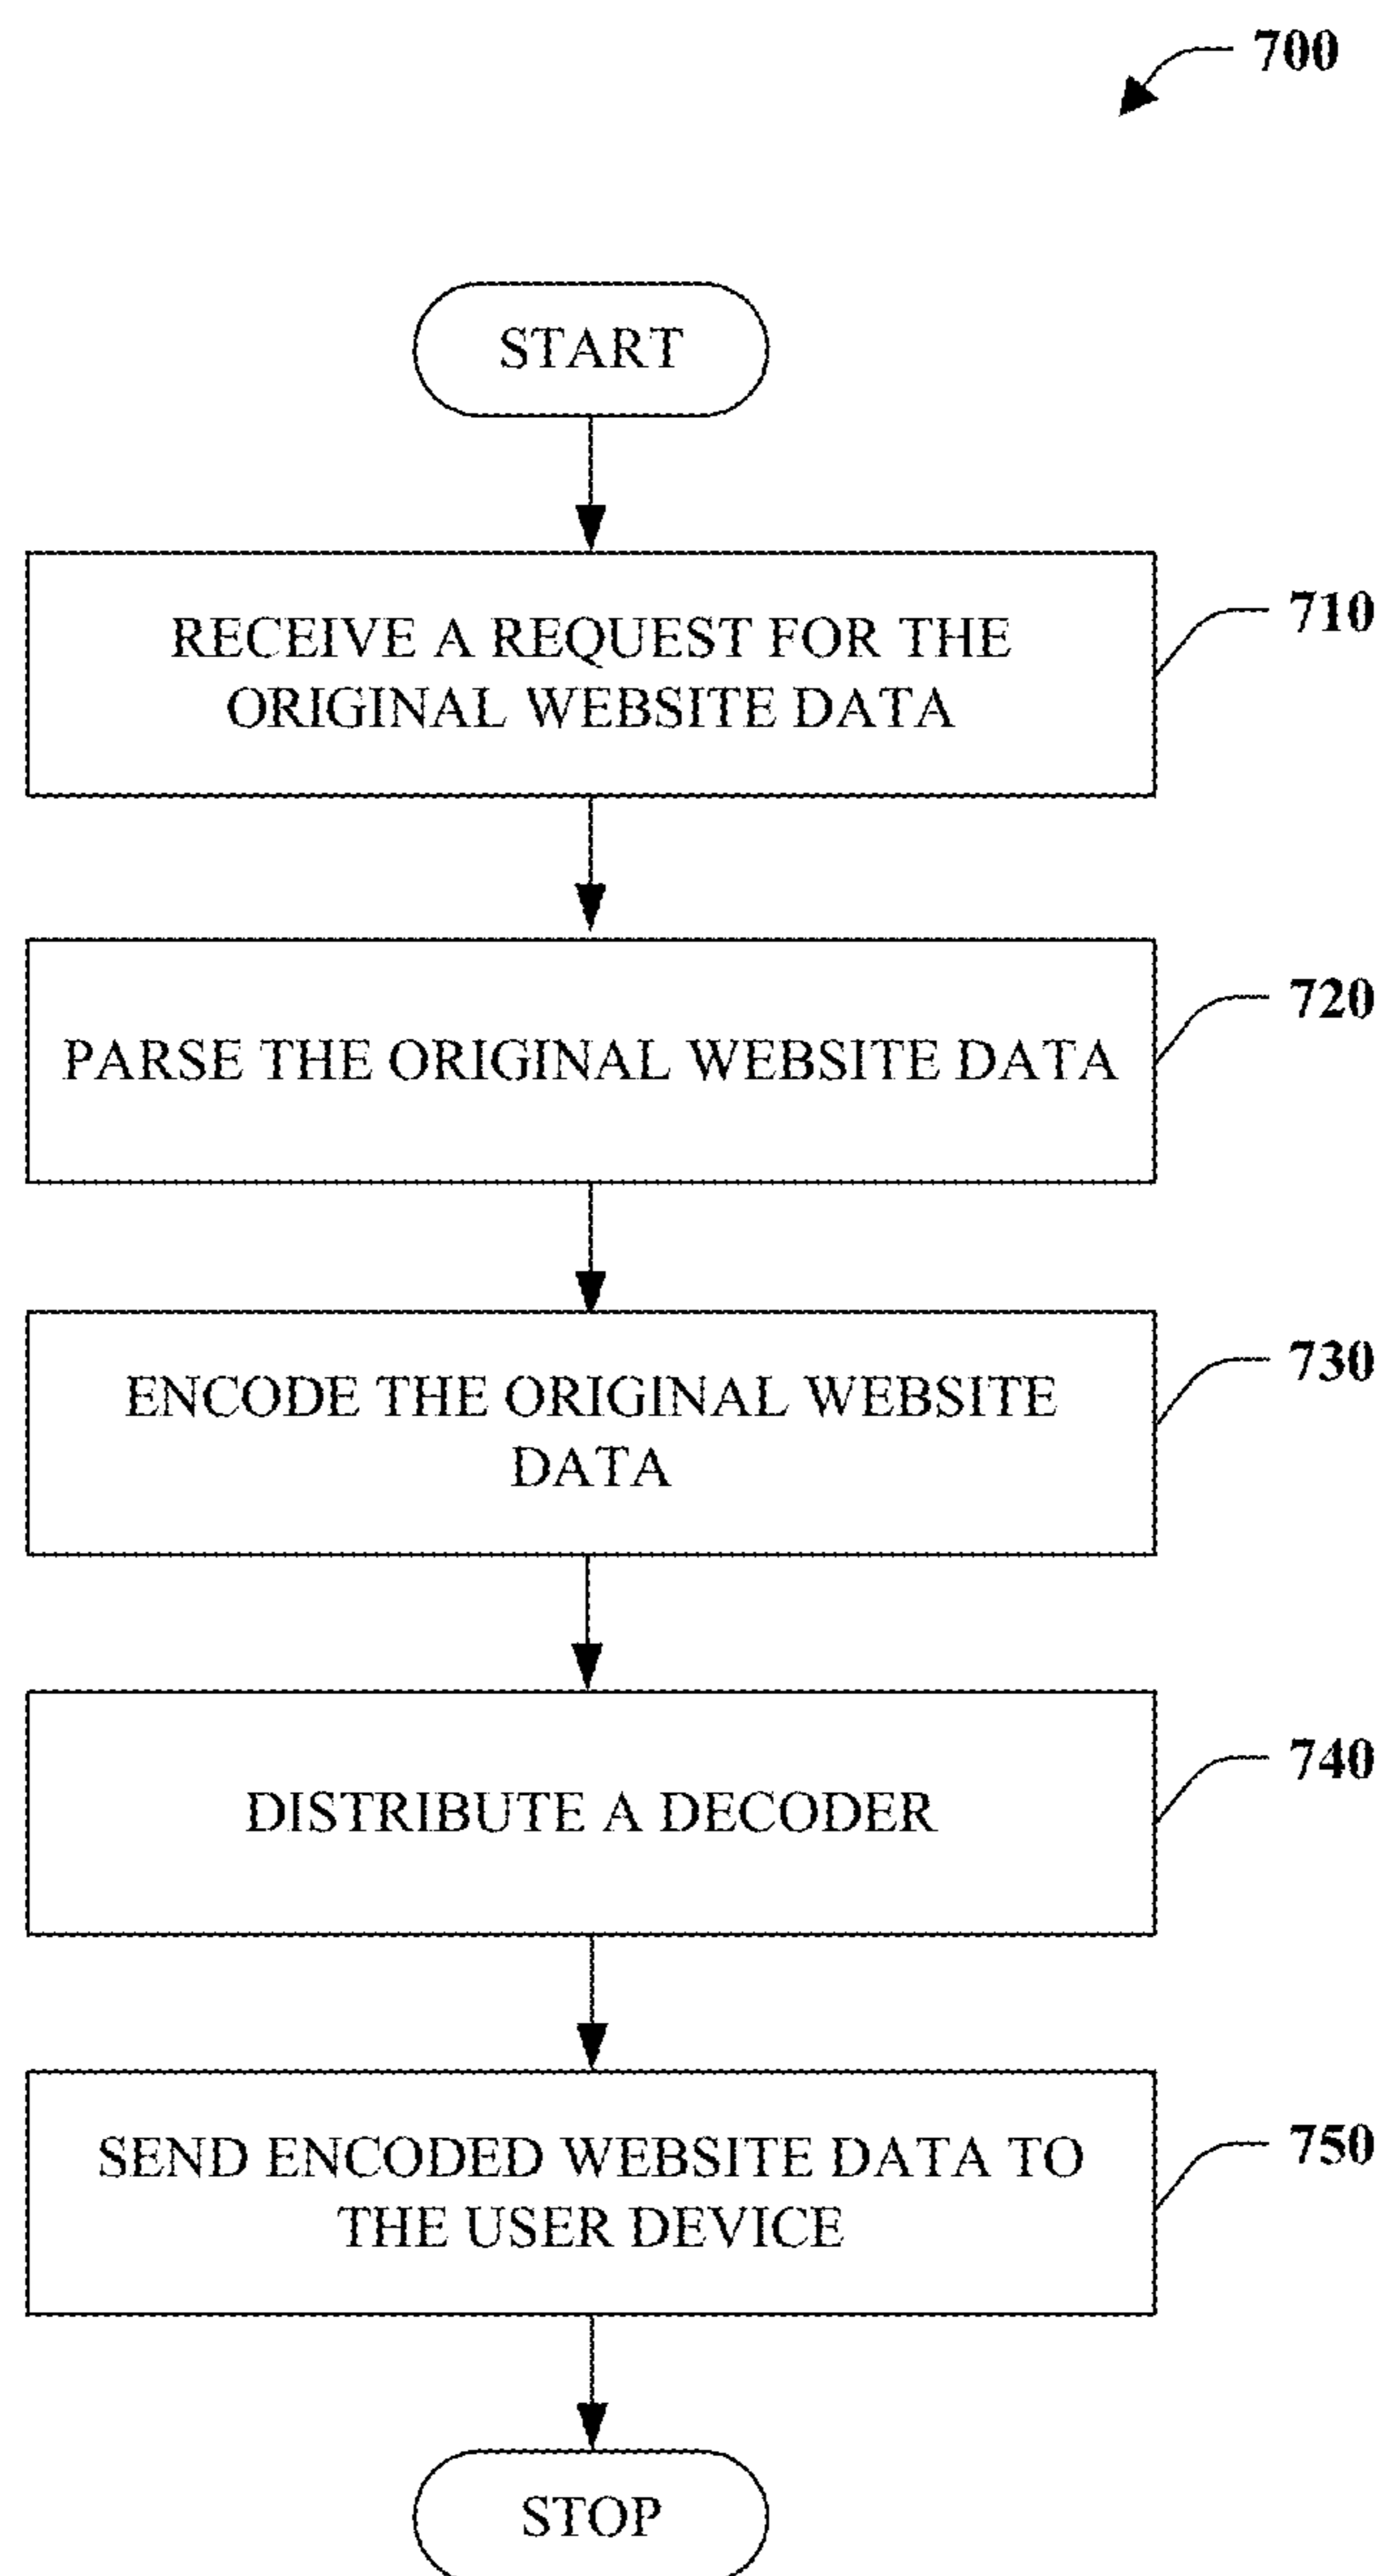 700
START
RECEIVE A REQUEST FOR THE
ORIGINAL WEBSITE DATA
710
PARSE THE ORIGINAL WEBSITE DATA
720
ENCODE THE ORIGINAL WEBSITE
DATA
730
DISTRIBUTE A DECODER
740
SEND ENCODED WEBSITE DATA TO
THE USER DEVICE
750
STOP